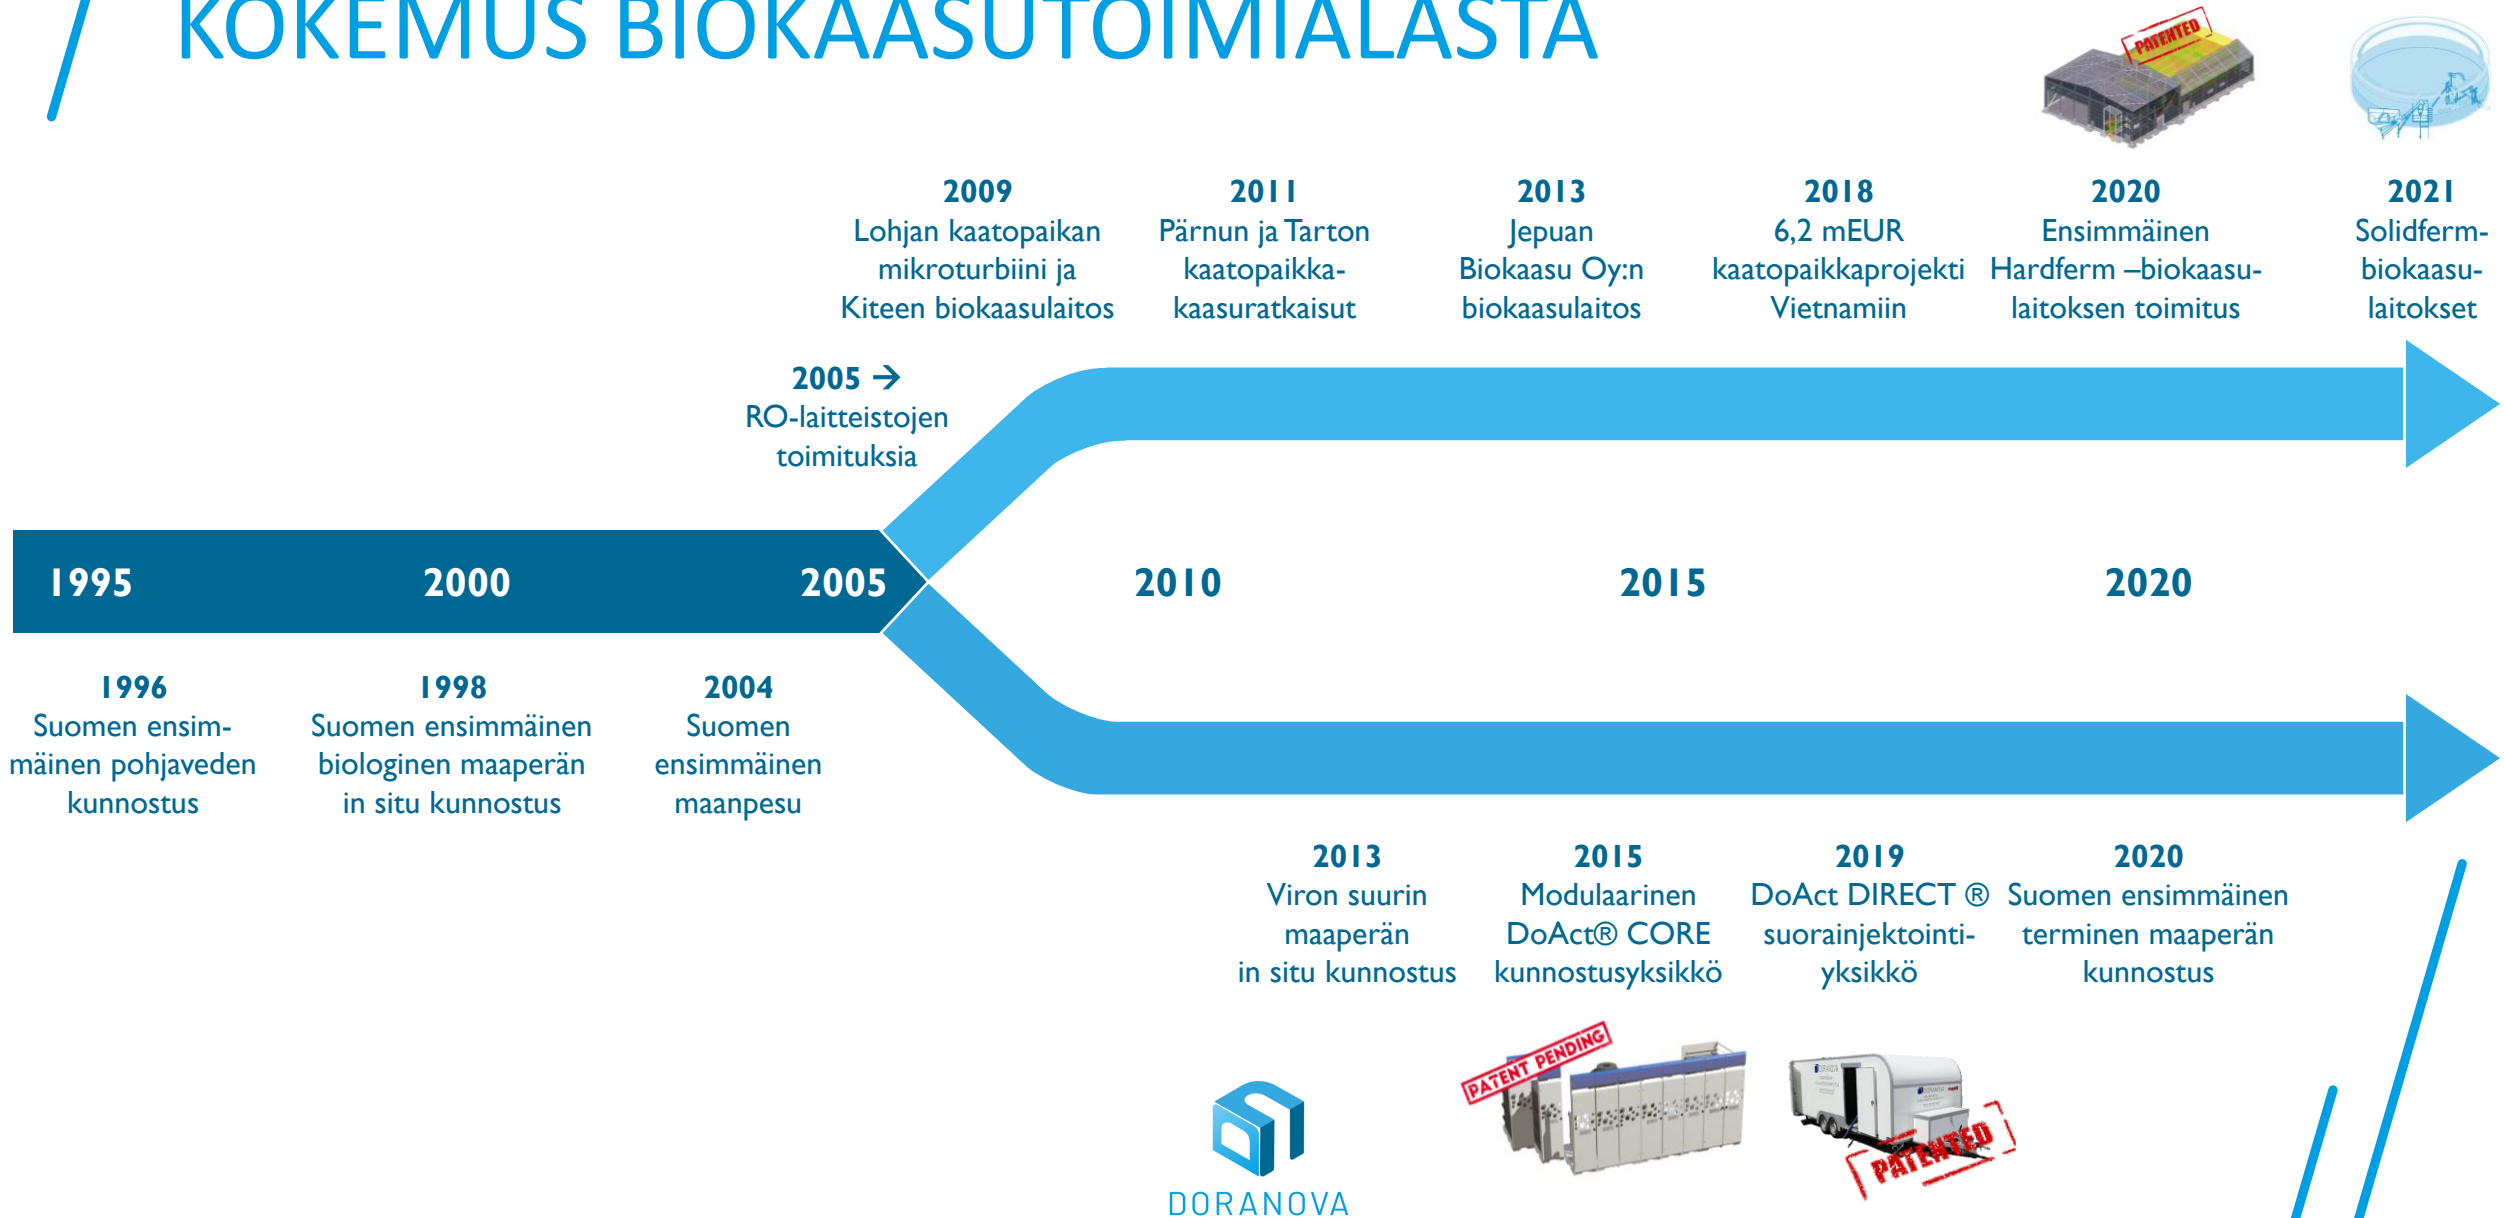 KOKEMUS BIOKAASUTOIMIALASTA
PATENTED
2009
Lohjan kaatopaikan
mikroturbiini ja
Kiteen biokaasulaitos
2011
Pärnun ja Tarton
kaatopaikka-
kaasuratkaisut
2013
Jepuan
Biokaasu Oy:n
biokaasulaitos
2018
6,2 mEUR
kaatopaikkaprojekti
Vietnamiin
2020
Ensimmäinen
Hardferm –biokaasu-
laitoksen toimitus
2021
Solidferm-
biokaasu-
laitokset
2005 →
RO-laitteistojen
toimituksia
1995
2000
2005
2010
2015
2020
1996
Suomen ensim-
mäinen pohjaveden
kunnostus
1998
Suomen ensimmäinen
biologinen maaperän
in situ kunnostus
2004
Suomen
ensimmäinen
maanpesu
2013
Viron suurin
maaperän
in situ kunnostus
2015
Modulaarinen
DoAct® CORE
kunnostusyksikkö
2019
DoAct DIRECT ®
suorainjektointi-
yksikkö
2020
Suomen ensimmäinen
terminen maaperän
kunnostus
PATENT PENDING
PATENTED
DORANOVA